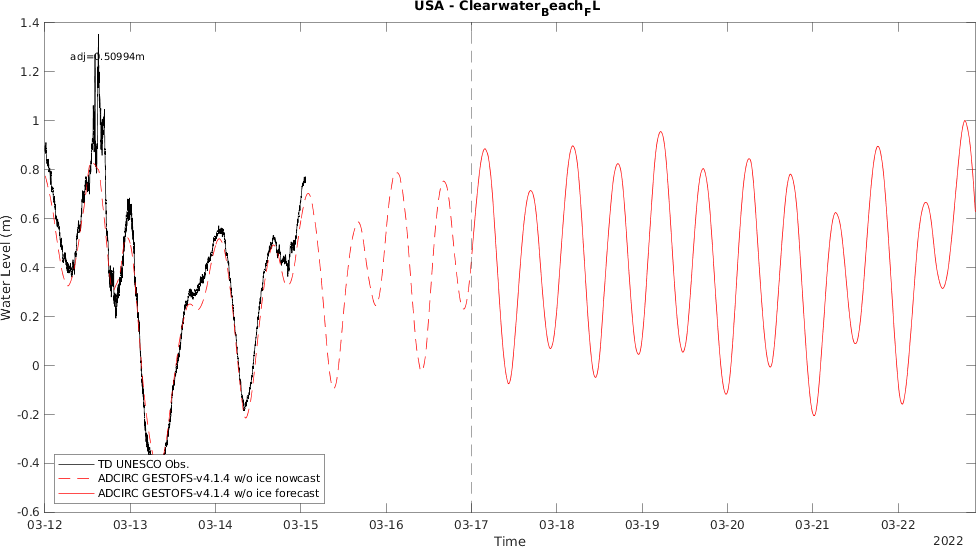 USA - ClearwaterBeachFL
adj=0.50994m
1.4
1.2
1
0.8
0.6
0.4
0.2
0
-0.2
-0.4
-0.6
Water Level (m)
TD UNESCO Obs.
ADCIRC GESTOFS-v4.1.4 w/o ice nowcast
ADCIRC GESTOFS-v4.1.4 w/o ice forecast
03-12 03-13 03-14 03-15 03-16 03-17 03-18 03-19 03-20 03-21 03-22
Time
2022